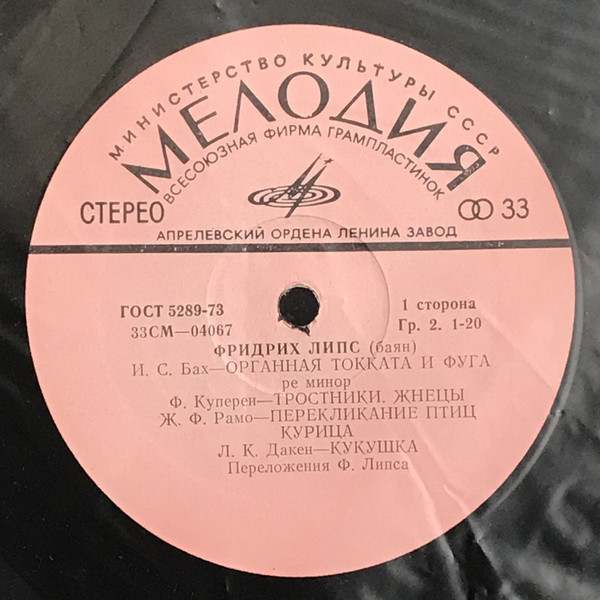 МИНИСТЕРСТВО КУЛЬТУРЫ СССР
МЕЛОДИЯ
ВСЕСОЮЗНАЯ ФИРМА ГРАМПЛАСТИНОК
СТЕРЕО
33
АПРЕЛЕВСКИЙ ОРДЕНА ЛЕНИНА ЗАВОД
ГОСТ 5289-73
1 сторона
33СМ—04067
Гр. 2. 1-20
ФРИДРИХ ЛИПС (баян)
И. С. Бах—ОРГАННАЯ ТОККАТА И ФУГА
ре минор
Ф. Куперен—ТРОСТНИКИ. ЖНЕЦЫ
Ж. Ф. Рамо—ПЕРЕКЛИКАНИЕ ПТИЦ
КУРИЦА
Л. К. Дакен—КУКУШКА
Переложения Ф. Липса